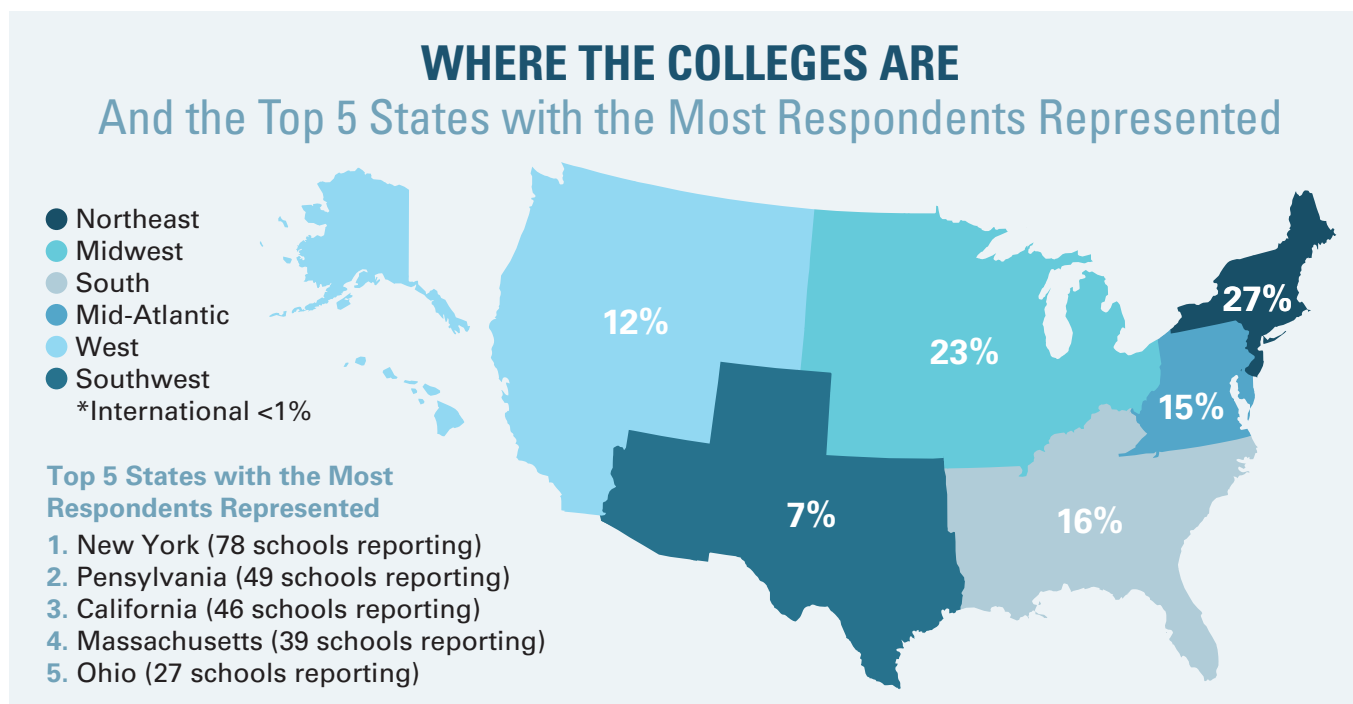 WHERE THE COLLEGES ARE
And the Top 5 States with the Most Respondents Represented
Northeast
Midwest
South
Mid-Atlantic
West
Southwest
*International <1%
Top 5 States with the Most
Respondents Represented
1. New York (78 schools reporting)
2. Pensylvania (49 schools reporting)
3. California (46 schools reporting)
4. Massachusetts (39 schools reporting)
5. Ohio (27 schools reporting)
12%
23%
27%
15%
7%
16%